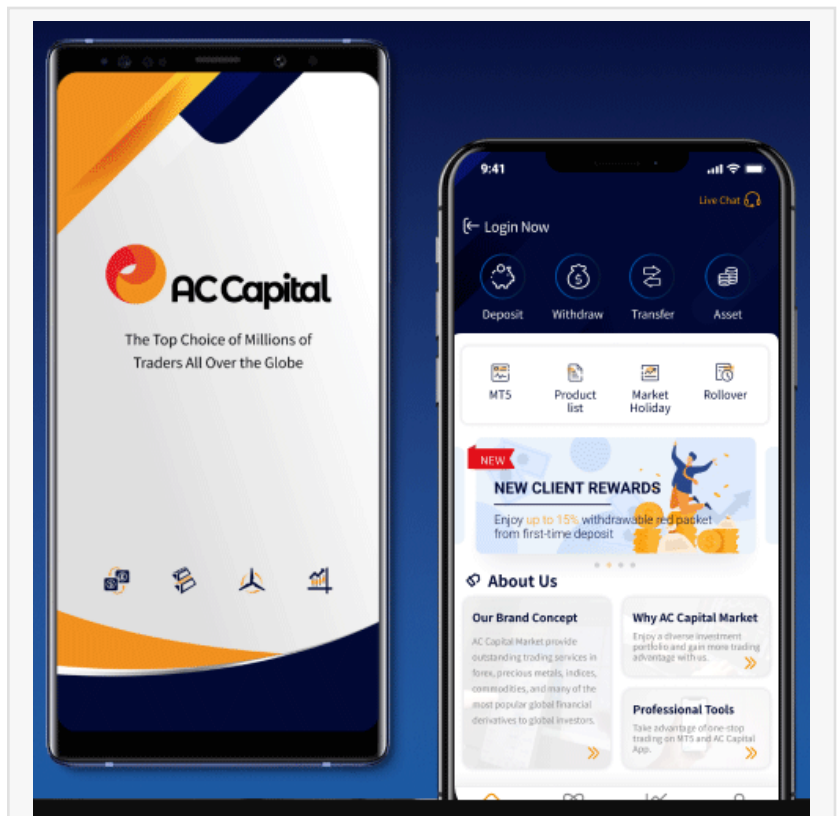 AC Capital
The Top Choice of Millions of
Traders All Over the Globe
9:41
Live Chat
Login Now
Deposit
Withdraw
Transfer
Asset
MT5
Product
list
Market
Holiday
Rollover
NEW
NEW CLIENT REWARDS
Enjoy up to 15% withdrawable red packet
from first-time deposit
About Us
Our Brand Concept
AC Capital Market provide
outstanding trading services in
forex, precious metals, indices,
commodities, and many of the
most popular global financial
derivatives to global investors.
Why AC Capital Market
Enjoy a diverse investment
portfolio and gain more trading
advantage with us.
Professional Tools
Take advantage of one-stop
trading on MT5 and AC Capital
App.